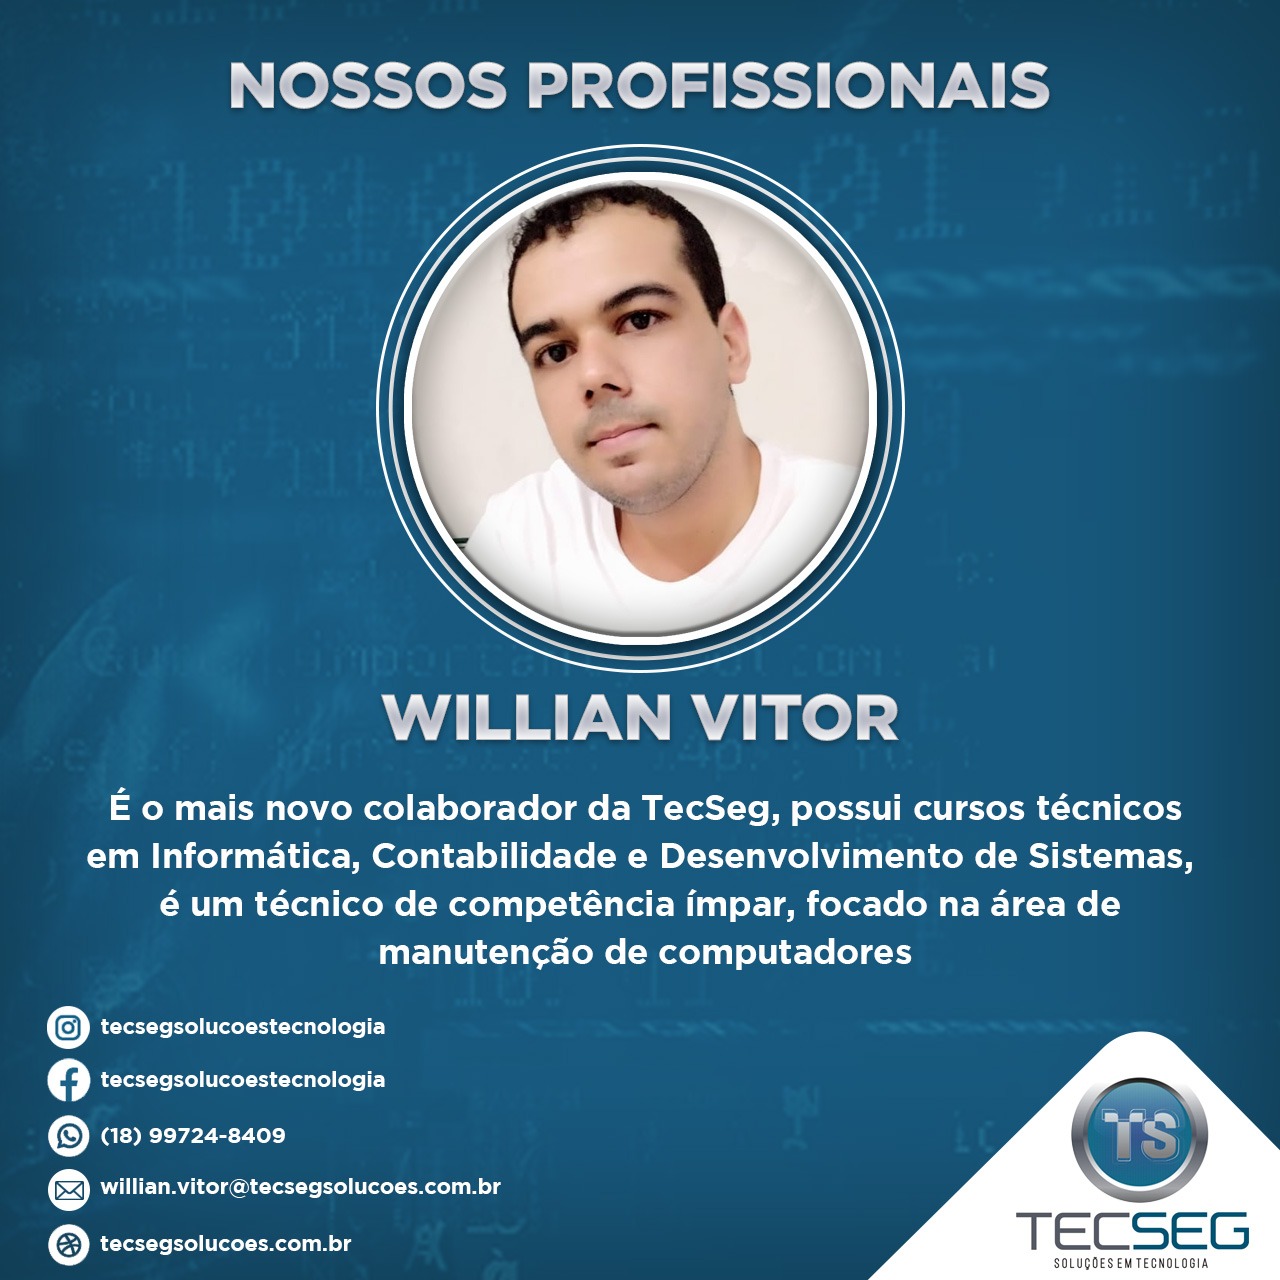 NOSSOS PROFISSIONAIS
WILLIAN VITOR
É o mais novo colaborador da TecSeg, possui cursos técnicos
em Informática, Contabilidade e Desenvolvimento de Sistemas,
é um técnico de competência ímpar, focado na área de
manutenção de computadores
tecsegsolucoestecnologia
tecsegsolucoestecnologia
(18) 99724-8409
willian.vitor@tecsegsolucoes.com.br
tecsegsolucoes.com.br
TS
TECSEG
SOLUÇÕES EM TECNOLOGIA